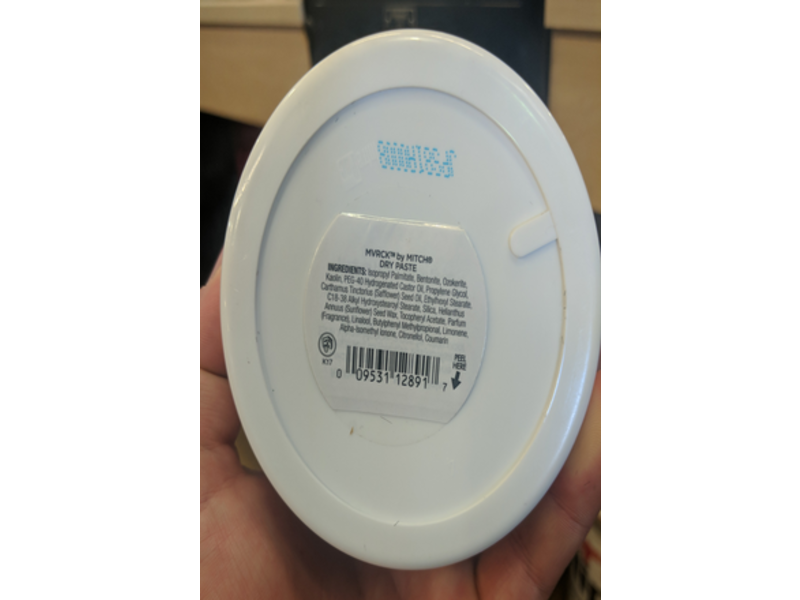 MVRCK™ by MITCH®
DRY PASTE
INGREDIENTS: Isopropyl Palmitate, Bentonite, Ozokerite,
Kaolin, PEG-40 Hydrogenated Castor Oil, Propylene Glycol,
Carthamus Tinctorius (Safflower) Seed Oil, Ethylhexyl Stearate,
C18-38 Alkyl Hydroxystearoyl Stearate, Silica, Helianthus
Annuus (Sunflower) Seed Wax, Tocopheryl Acetate, Parfum
(Fragrance), Linalool, Butylphenyl Methylpropional, Limonene,
Alpha-Isomethyl Ionone, Citronellol, Coumarin
K17
PEEL
HERE
0 09531 12891 7